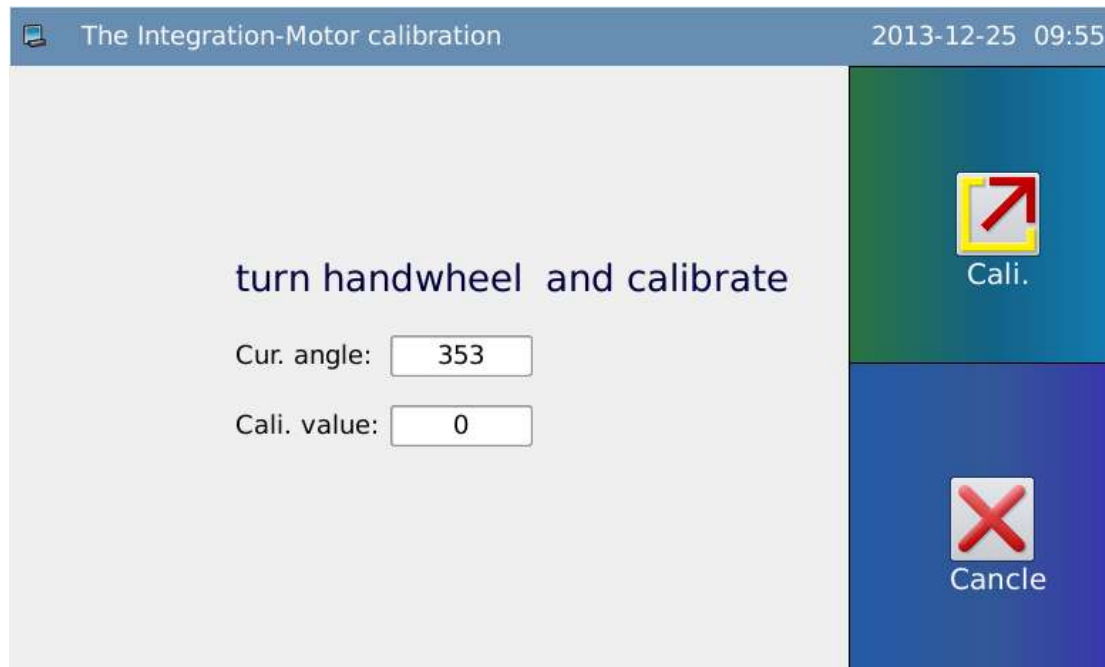 The Integration-Motor calibration 2013-12-25 09:55
turn handwheel and calibrate
Cur. angle: 353
Cali. value: 0
Cali.
Cancle